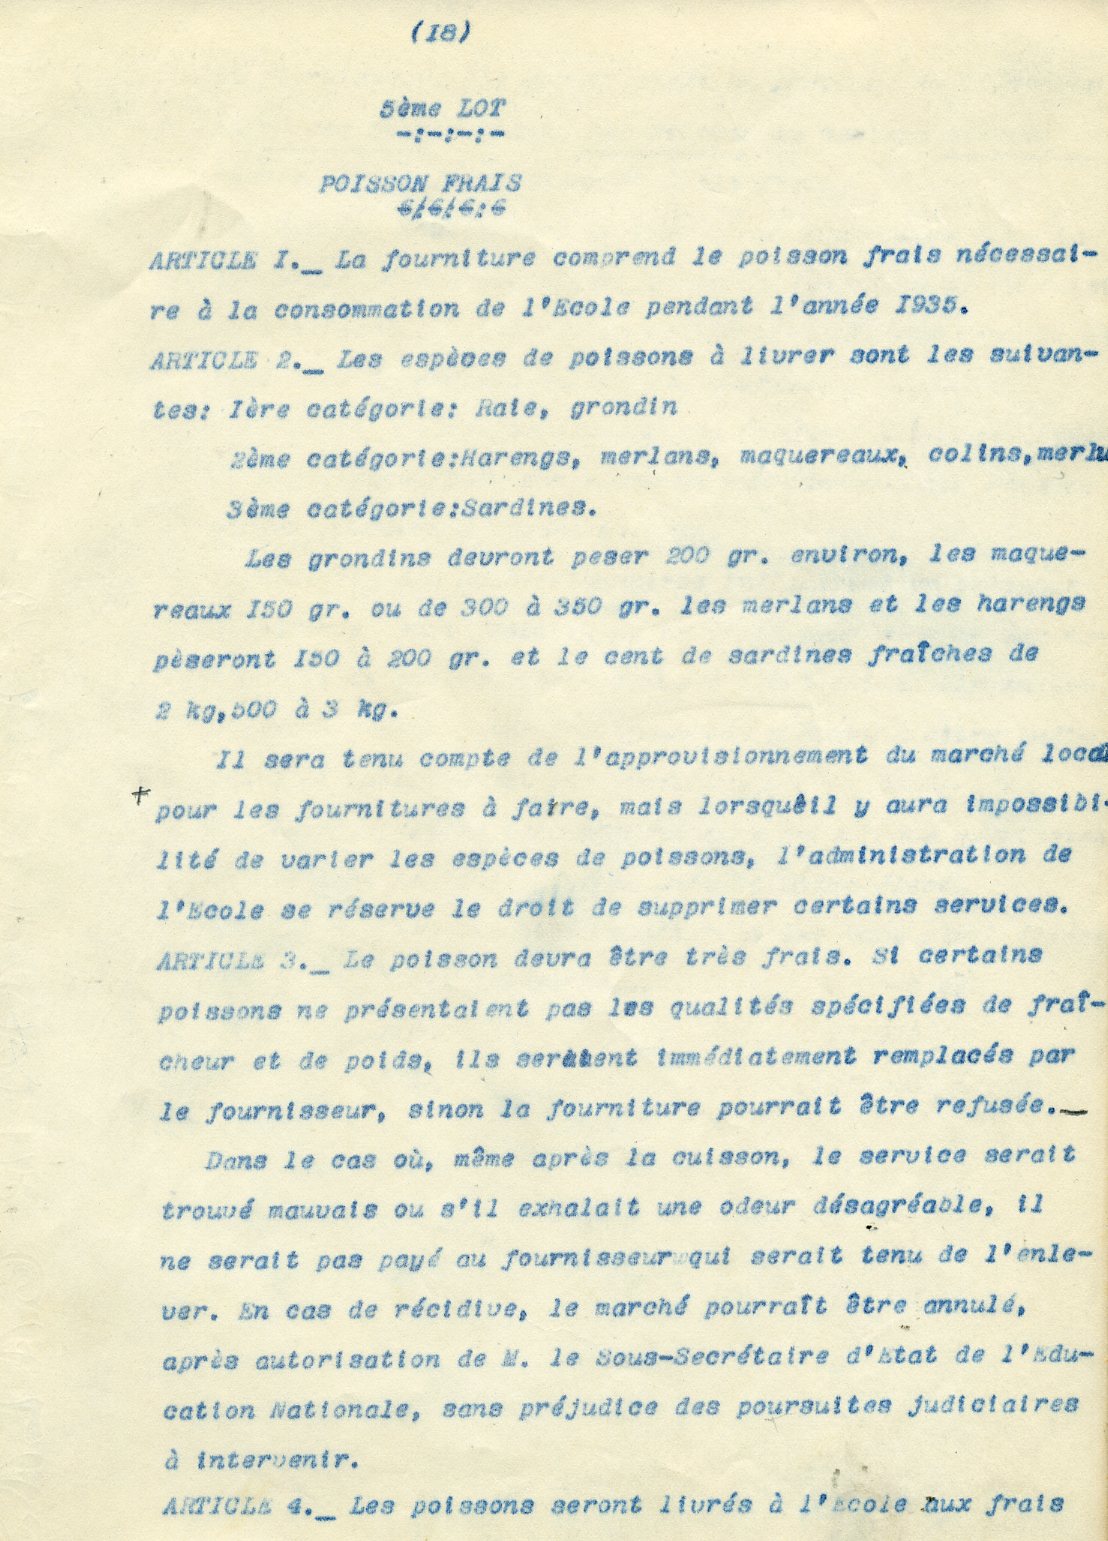 (I8)
5ème LOT
-:-:-:-
POISSON FRAIS
6/6/6:6
ARTICLE I._ La fourniture comprend le poisson frais nécessai-
re à la consommation de l'Ecole pendant l'année I935.
ARTICLE 2._ Les espèces de poissons à livrer sont les suivan-
tes: Ière catégorie: Raie, grondin
2ème catégorie:Harengs, merlans, maquereaux, colins,merlu
3ème catégorie:Sardines.
Les grondins devront peser 200 gr. environ, les maque-
reaux I50 gr. ou de 300 à 350 gr. les merlans et les harengs
pèseront I50 à 200 gr. et le cent de sardines fraîches de
2 kg,500 à 3 kg.
Il sera tenu compte de l'approvisionnement du marché local
+ pour les fournitures à faire, mais lorsqu'il y aura impossibi-
lité de varier les espèces de poissons, l'administration de
l'Ecole se réserve le droit de supprimer certains services.
ARTICLE 3._ Le poisson devra être très frais. Si certains
poissons ne présentaient pas les qualités spécifiées de fraî-
cheur et de poids, ils seraient immédiatement remplacés par
le fournisseur, sinon la fourniture pourrait être refusée._
Dans le cas où, même après la cuisson, le service serait
trouvé mauvais ou s'il exhalait une odeur désagréable, il
ne serait pas payé au fournisseur qui serait tenu de l'enle-
ver. En cas de récidive, le marché pourraît être annulé,
après autorisation de M. le Sous-Secrétaire d'Etat de l'Edu-
cation Nationale, sans préjudice des poursuites judiciaires
à intervenir.
ARTICLE 4._ Les poissons seront livrés à l'Ecole aux frais